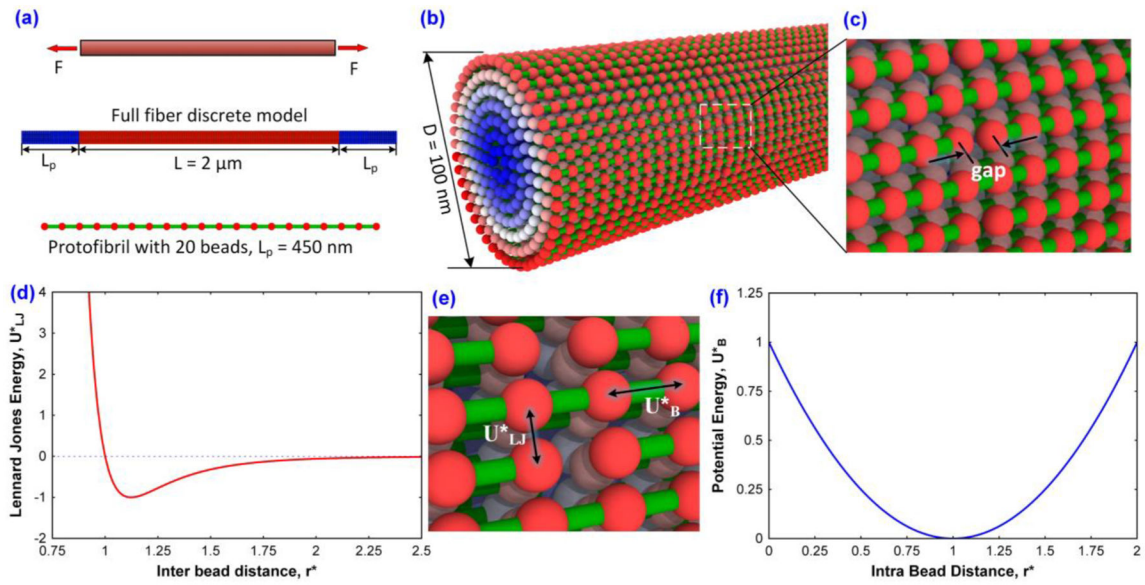 (a)
F
F
Full fiber discrete model
Lp
L = 2 μm
Lp
Protofibril with 20 beads, Lp = 450 nm
(b)
D = 100 nm
(c)
gap
(d)
Lennard Jones Energy, U*LJ
4
3
2
1
0
-1
-2
0.75
1
1.25
1.5
1.75
2
2.25
2.5
Inter bead distance, r*
(e)
U*B
U*LJ
(f)
Potential Energy, U*B
1.25
1
0.75
0.5
0.25
0
0
0.25
0.5
0.75
1
1.25
1.5
1.75
2
Intra Bead Distance, r*